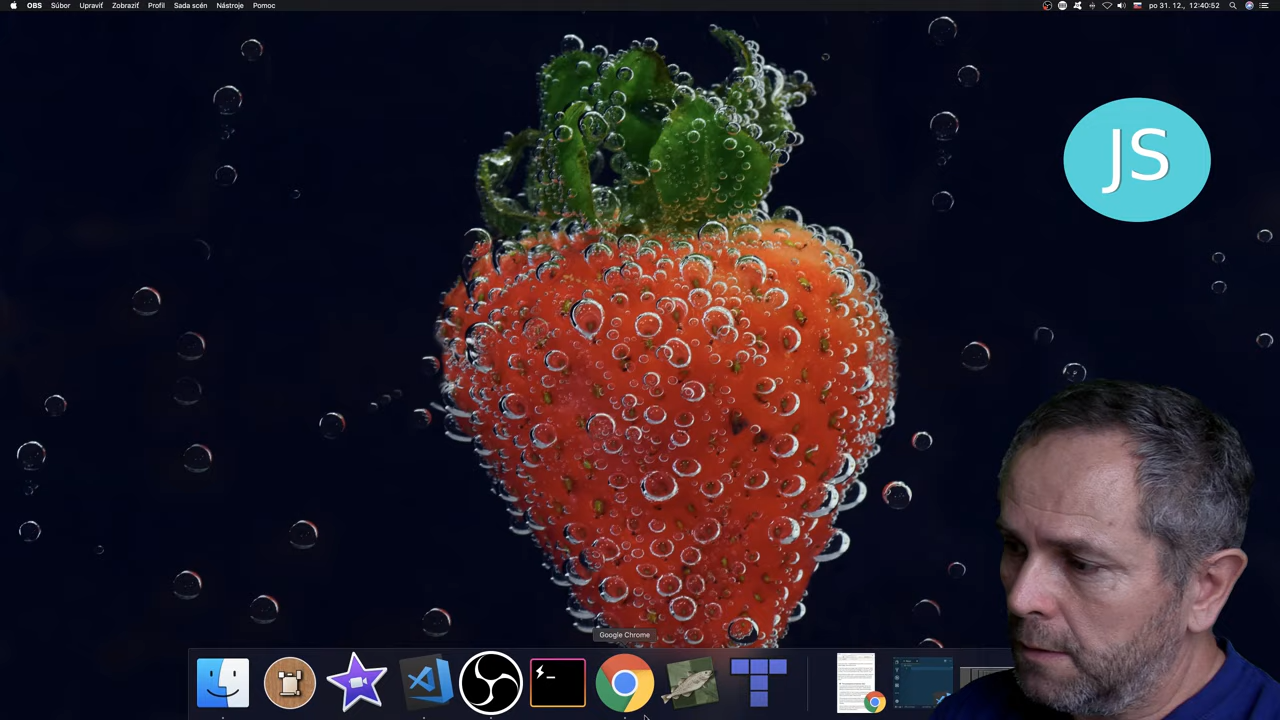 OBS Súbor Upraviť Zobraziť Profil Sada scén Nástroje Pomoc
po 31. 12., 12:40:52
JS
Google Chrome